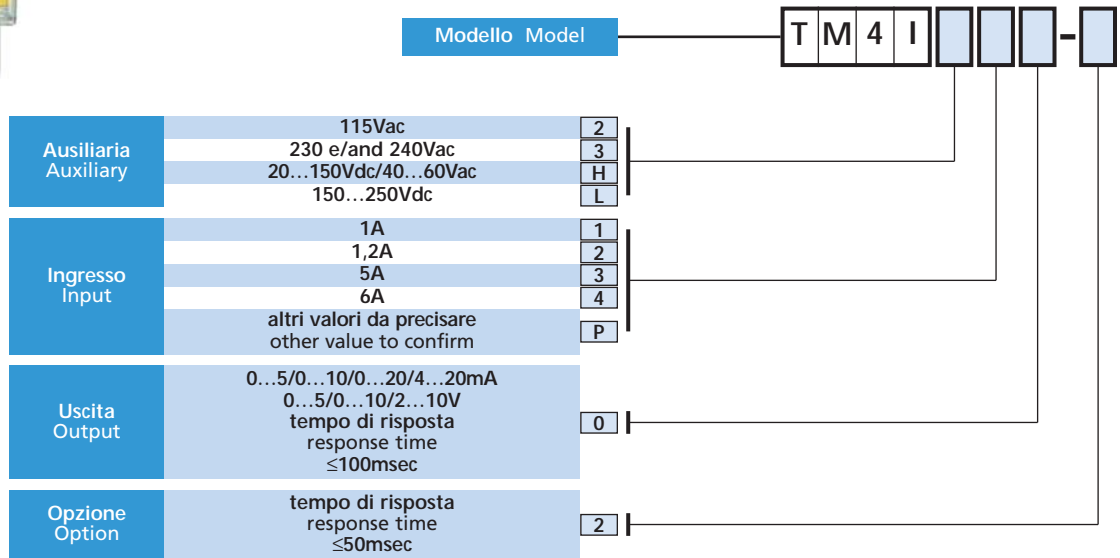 Modello Model
T M 4 I -
Ausiliaria
Auxiliary
115Vac 2
230 e/and 240Vac 3
20...150Vdc/40...60Vac H
150...250Vdc L
Ingresso
Input
1A 1
1,2A 2
5A 3
6A 4
altri valori da precisare
other value to confirm
P
Uscita
Output
0...5/0...10/0...20/4...20mA
0...5/0...10/2...10V
tempo di risposta
response time
≤100msec
0
Opzione
Option
tempo di risposta
response time
≤50msec
2